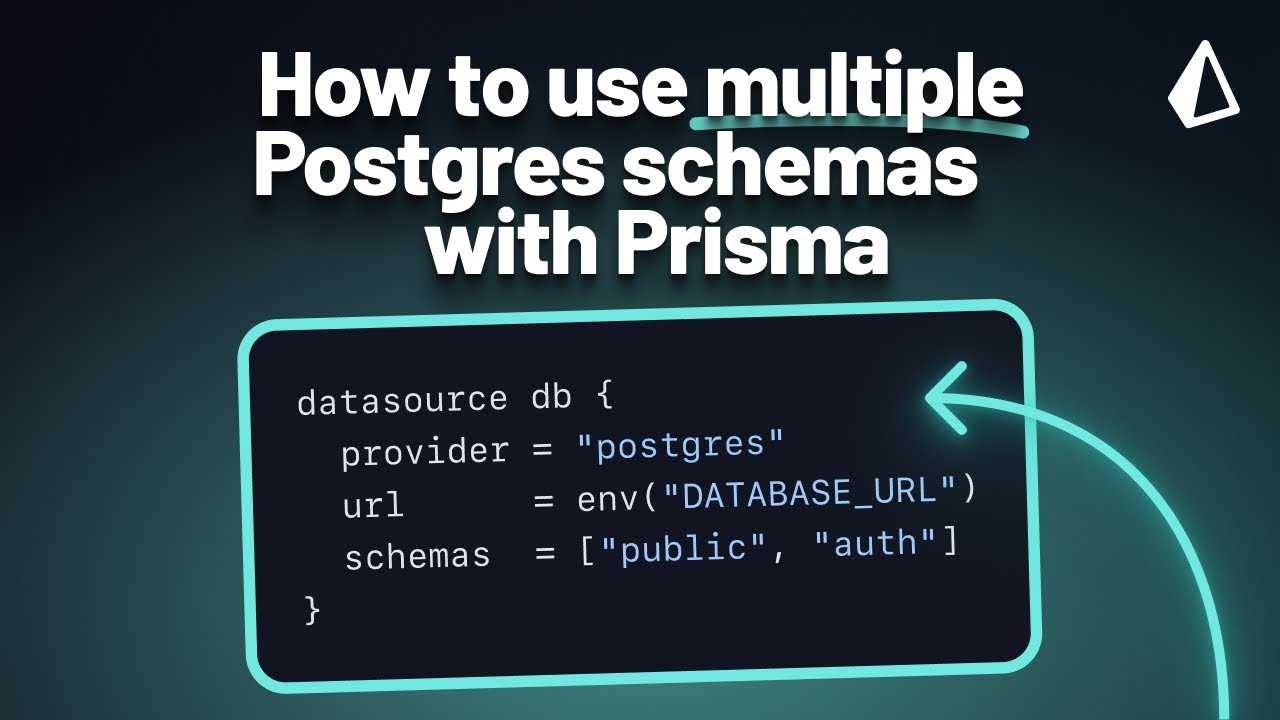 How to use multiple
Postgres schemas
with Prisma
datasource db {
  provider = "postgres"
  url      = env("DATABASE_URL")
  schemas  = ["public", "auth"]
}